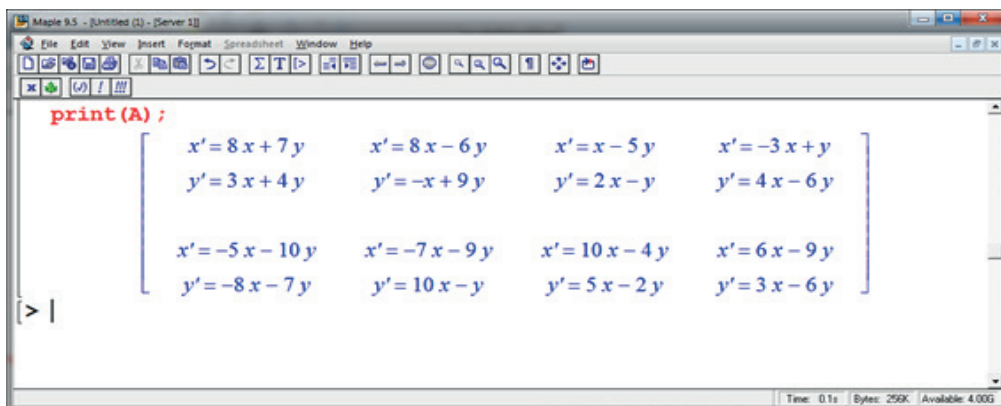 Maple 9.5 - [Untitled (1) - [Server 1]]
File Edit View Insert Format Spreadsheet Window Help
print(A);
x' = 8 x + 7 y x' = 8 x − 6 y x' = x − 5 y x' = −3 x + y
y' = 3 x + 4 y y' = −x + 9 y y' = 2 x − y y' = 4 x − 6 y
x' = −5 x − 10 y x' = −7 x − 9 y x' = 10 x − 4 y x' = 6 x − 9 y
y' = −8 x − 7 y y' = 10 x − y y' = 5 x − 2 y y' = 3 x − 6 y
[> |
Time: 0.1s Bytes: 256K Available: 4.00G